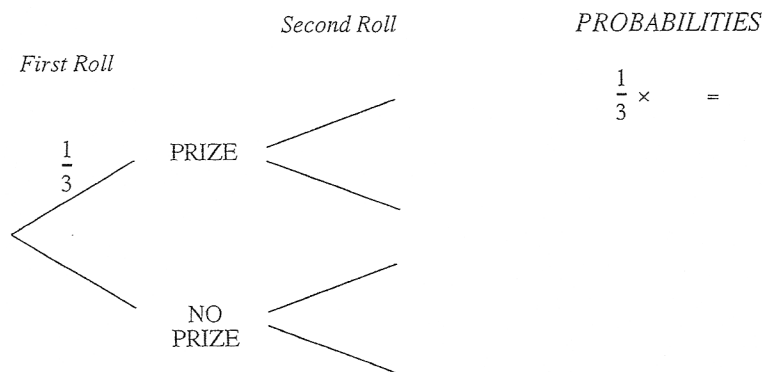 Second Roll
PROBABILITIES
First Roll
1/3 × =
1/3
PRIZE
NO
PRIZE